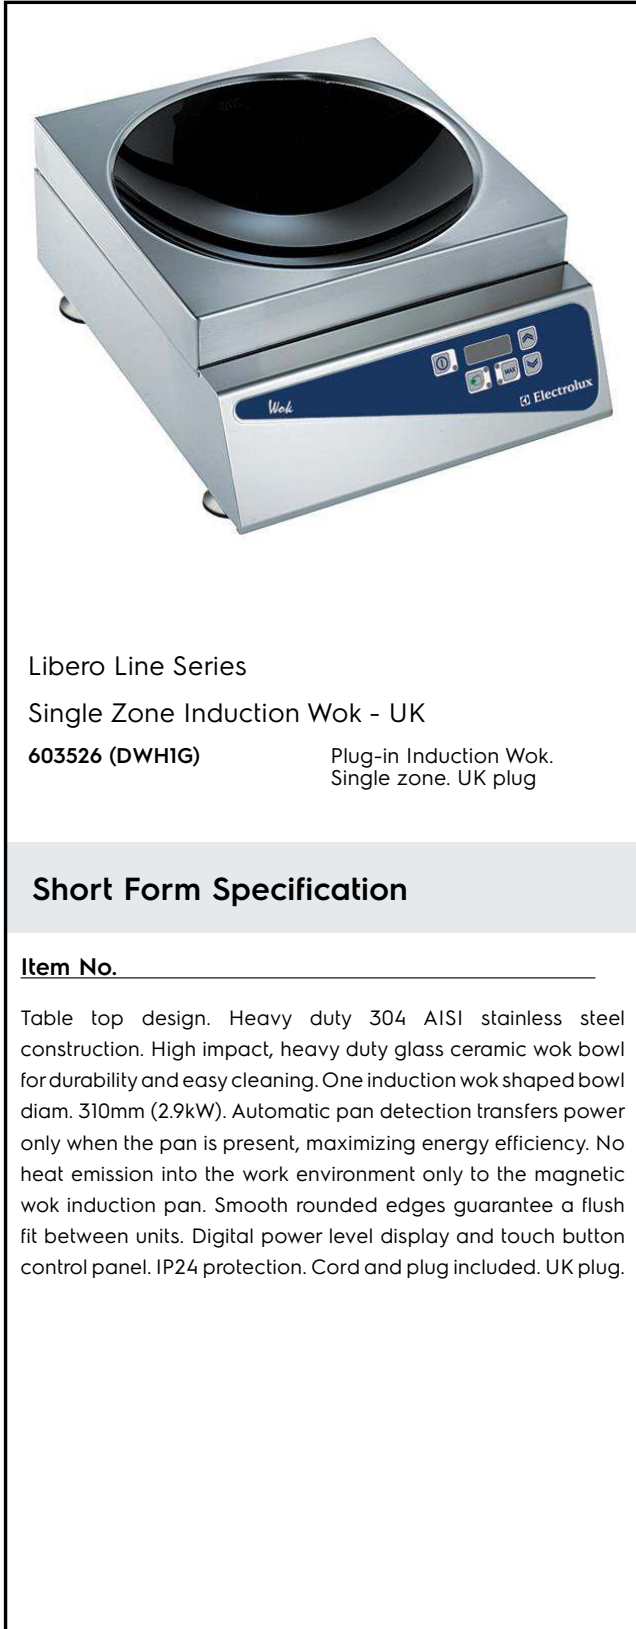 MAX
Wok
Electrolux
Libero Line Series
Single Zone Induction Wok - UK
603526 (DWH1G)
Plug-in Induction Wok.
Single zone. UK plug
Short Form Specification
Item No.
Table top design. Heavy duty 304 AISI stainless steel
construction. High impact, heavy duty glass ceramic wok bowl
for durability and easy cleaning. One induction wok shaped bowl
diam. 310mm (2.9kW). Automatic pan detection transfers power
only when the pan is present, maximizing energy efficiency. No
heat emission into the work environment only to the magnetic
wok induction pan. Smooth rounded edges guarantee a flush
fit between units. Digital power level display and touch button
control panel. IP24 protection. Cord and plug included. UK plug.